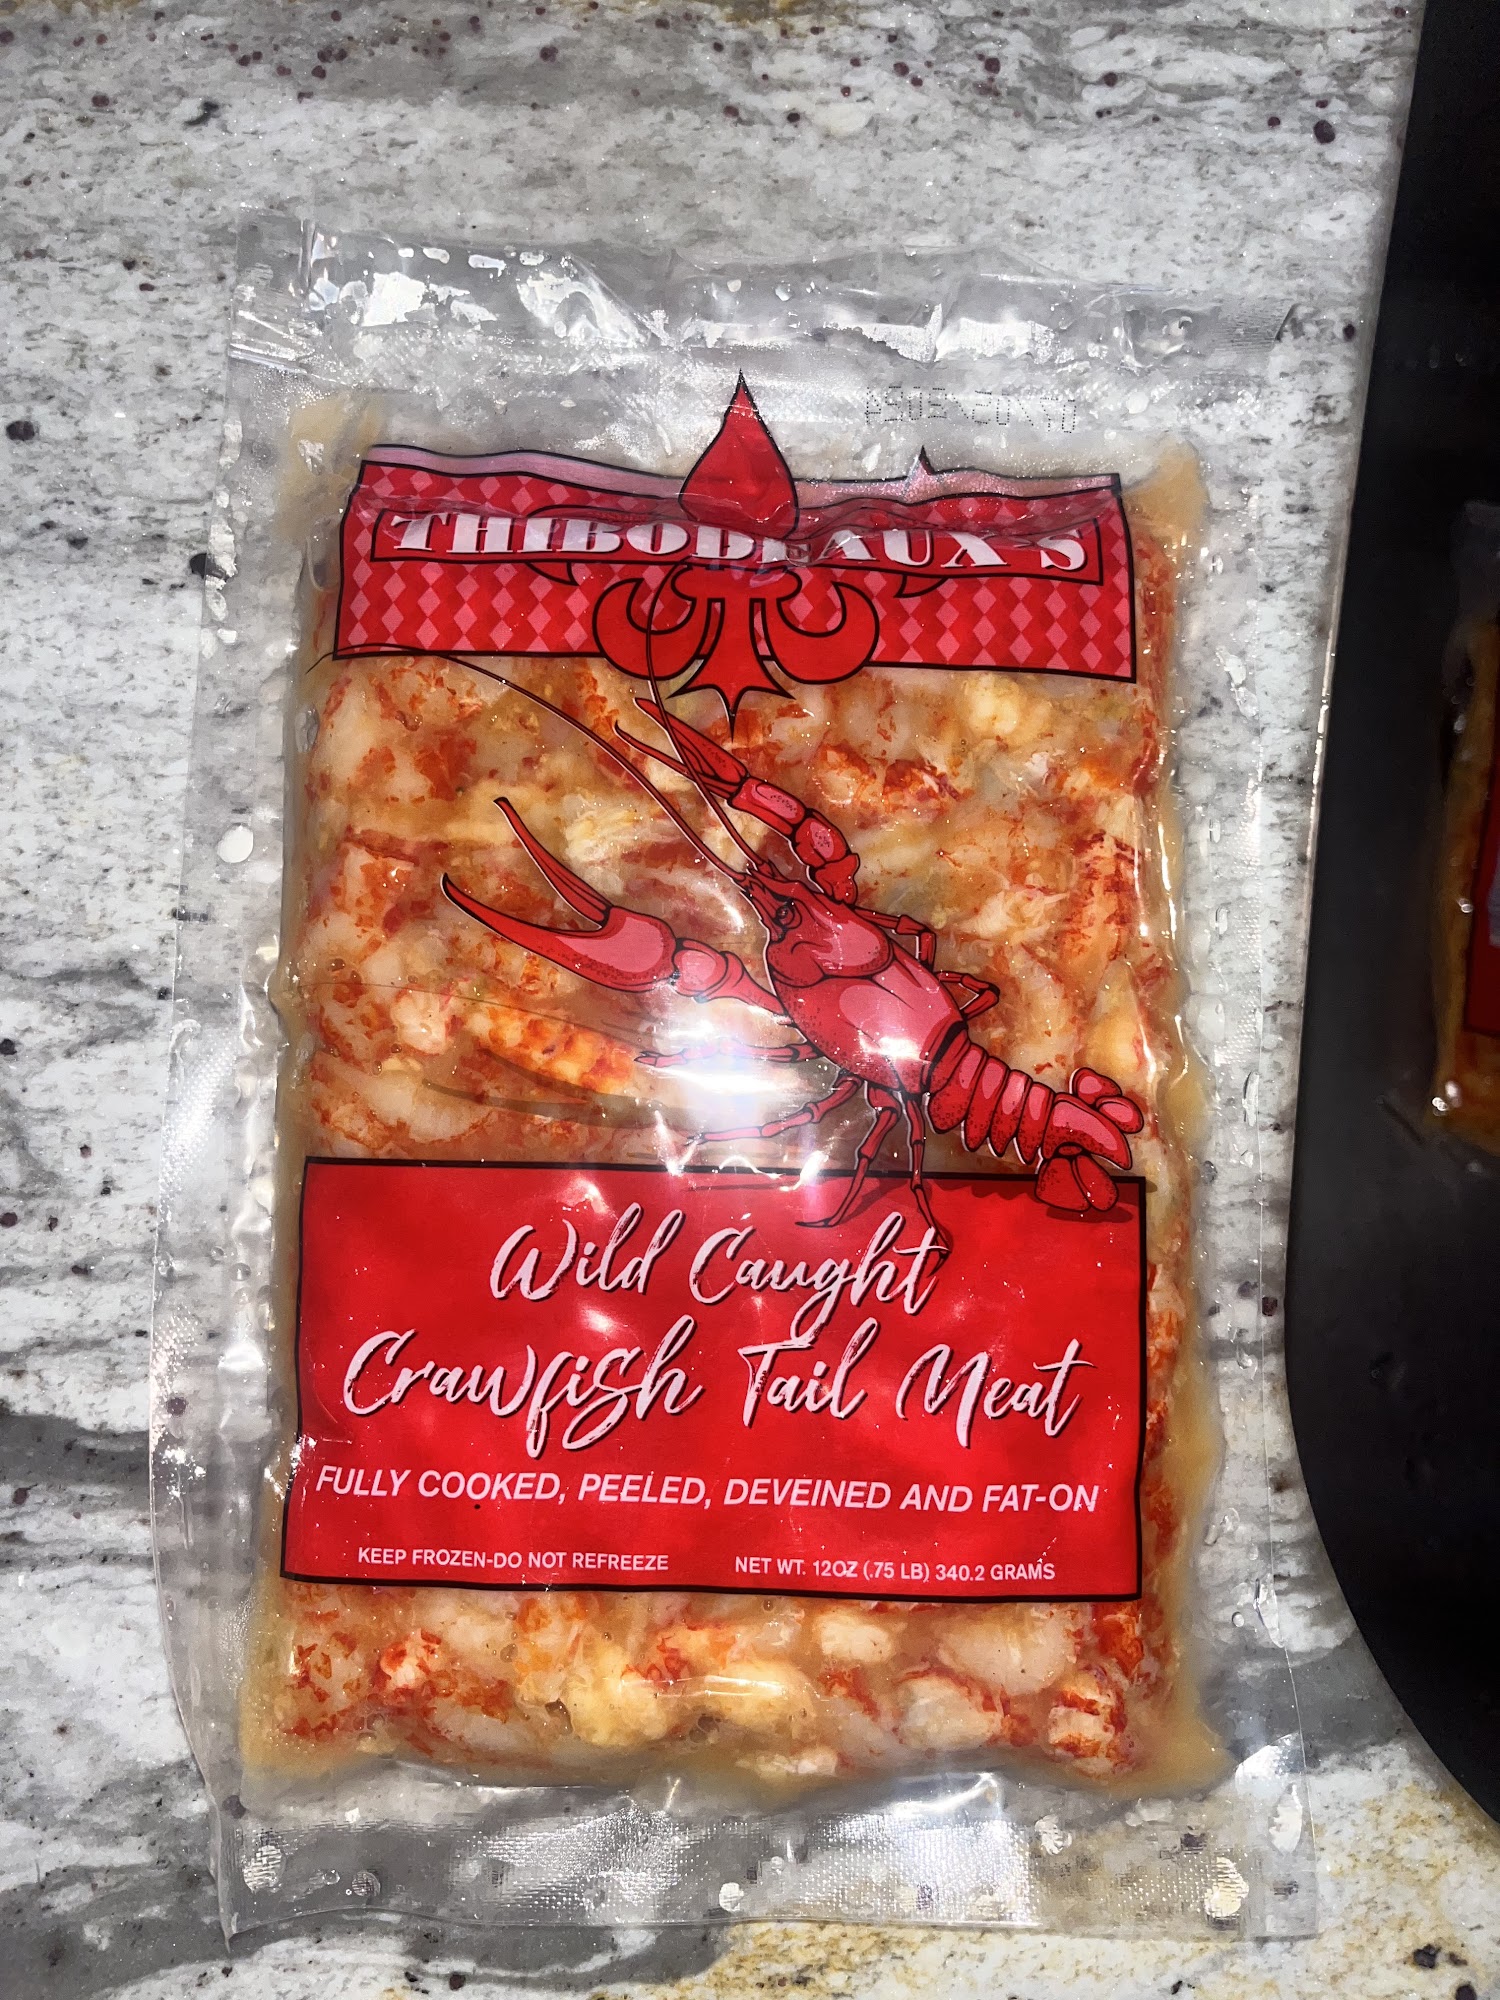 THIBODEAUX'S
Wild Caught
Crawfish Tail Meat
FULLY COOKED, PEELED, DEVEINED AND FAT-ON
KEEP FROZEN-DO NOT REFREEZE
NET WT. 12OZ (.75 LB) 340.2 GRAMS